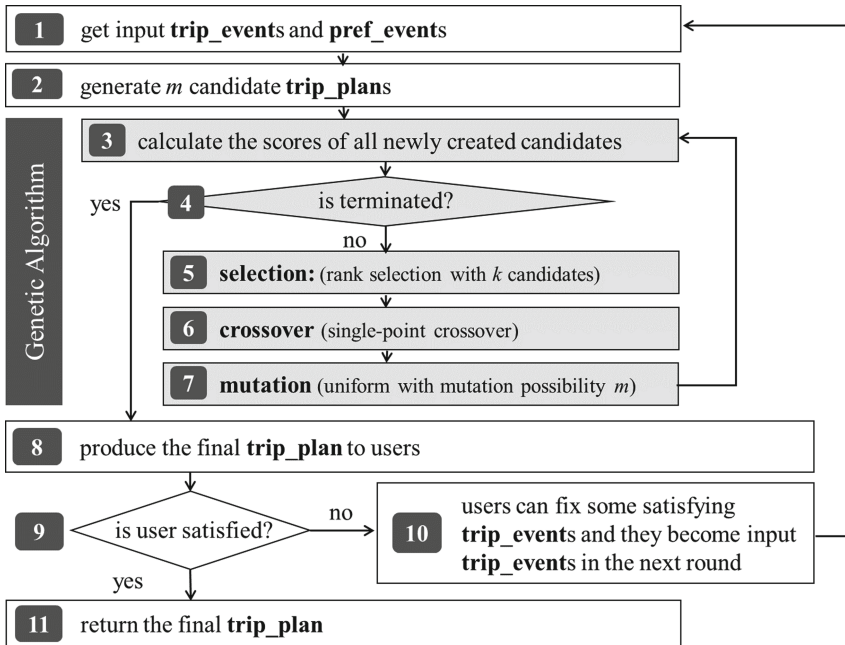 1 get input trip_events and pref_events
2 generate m candidate trip_plans
Genetic Algorithm
3 calculate the scores of all newly created candidates
yes
4 is terminated?
no
5 selection: (rank selection with k candidates)
6 crossover (single-point crossover)
7 mutation (uniform with mutation possibility m)
8 produce the final trip_plan to users
9 is user satisfied?
no
10
users can fix some satisfying
trip_events and they become input
trip_events in the next round
yes
11 return the final trip_plan